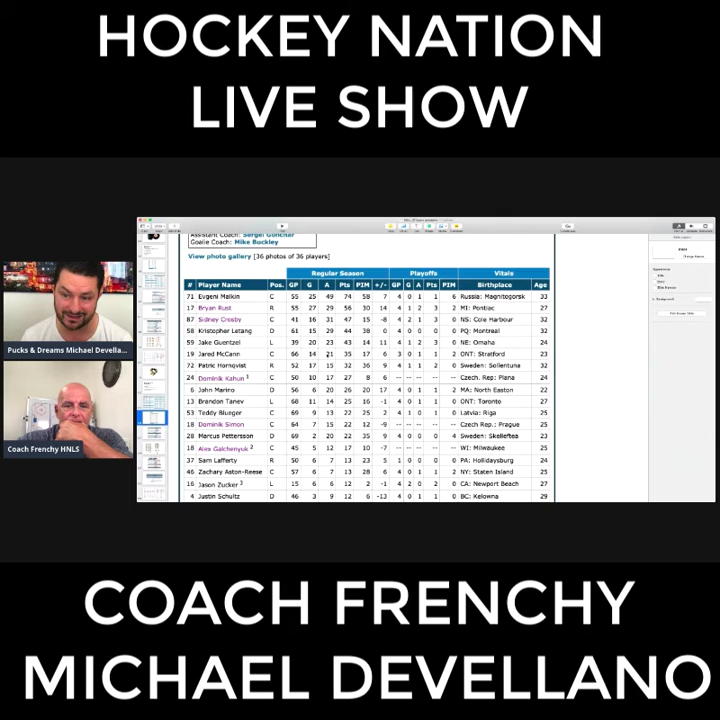 HOCKEY NATION
LIVE SHOW
Assistant Coach: Sergei Gonchar
Goalie Coach: Mike Buckley
View photo gallery [36 photos of 36 players]
Regular Season Playoffs Vitals
# Player Name Pos. GP G A Pts PIM +/- GP G A Pts PIM Birthplace Age
71 Evgeni Malkin C 55 25 49 74 58 7 4 0 1 1 6 Russia: Magnitogorsk 33
17 Bryan Rust R 55 27 29 56 30 14 4 1 2 3 2 MI: Pontiac 27
87 Sidney Crosby C 41 16 31 47 15 -8 4 2 1 3 0 NS: Cole Harbour 32
58 Kristopher Letang D 61 15 29 44 38 0 4 0 0 0 0 PQ: Montreal 32
59 Jake Guentzel L 39 20 23 43 14 11 4 1 2 3 0 NE: Omaha 24
19 Jared McCann C 66 14 21 35 17 6 3 0 1 1 2 ONT: Stratford 23
72 Patric Hornqvist R 52 17 15 32 36 9 4 1 1 2 0 Sweden: Sollentuna 32
24 Dominik Kahun 1 C 50 10 17 27 8 6 -- -- -- -- -- Czech. Rep.: Plana 24
6 John Marino D 56 6 20 26 20 17 4 0 1 1 2 MA: North Easton 22
13 Brandon Tanev L 68 11 14 25 16 -1 4 0 1 1 0 ONT: Toronto 27
53 Teddy Blueger C 69 9 13 22 25 2 4 1 0 1 0 Latvia: Riga 25
18 Dominik Simon C 64 7 15 22 12 -9 -- -- -- -- -- Czech Rep.: Prague 25
28 Marcus Pettersson D 69 2 20 22 35 9 4 0 0 0 4 Sweden: Skelleftea 23
18 Alex Galchenyuk 2 C 45 5 12 17 10 -7 -- -- -- -- -- WI: Milwaukee 25
37 Sam Lafferty R 50 6 7 13 23 5 1 0 0 0 0 PA: Hollidaysburg 24
46 Zachary Aston-Reese C 57 6 7 13 28 6 4 0 1 1 2 NY: Staten Island 25
16 Jason Zucker 3 L 15 6 6 12 2 -1 4 2 0 2 0 CA: Newport Beach 27
4 Justin Schultz D 46 3 9 12 6 -13 4 0 1 1 0 BC: Kelowna 29
Pucks & Dreams Michael Devella...
Coach Frenchy HNLS
COACH FRENCHY
MICHAEL DEVELLANO